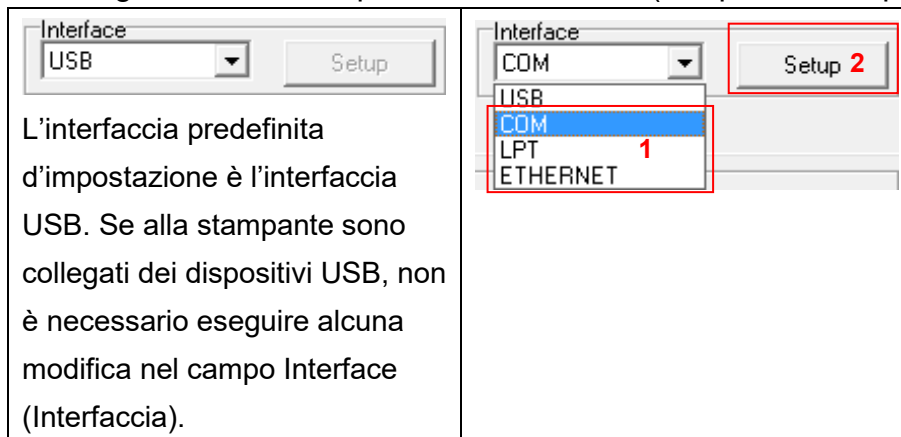 Interface
USB
Setup
L'interfaccia predefinita
d'impostazione è l'interfaccia
USB. Se alla stampante sono
collegati dei dispositivi USB, non
è necessario eseguire alcuna
modifica nel campo Interface
(Interfaccia).
Interface
COM
Setup 2
USB
COM
LPT 1
ETHERNET